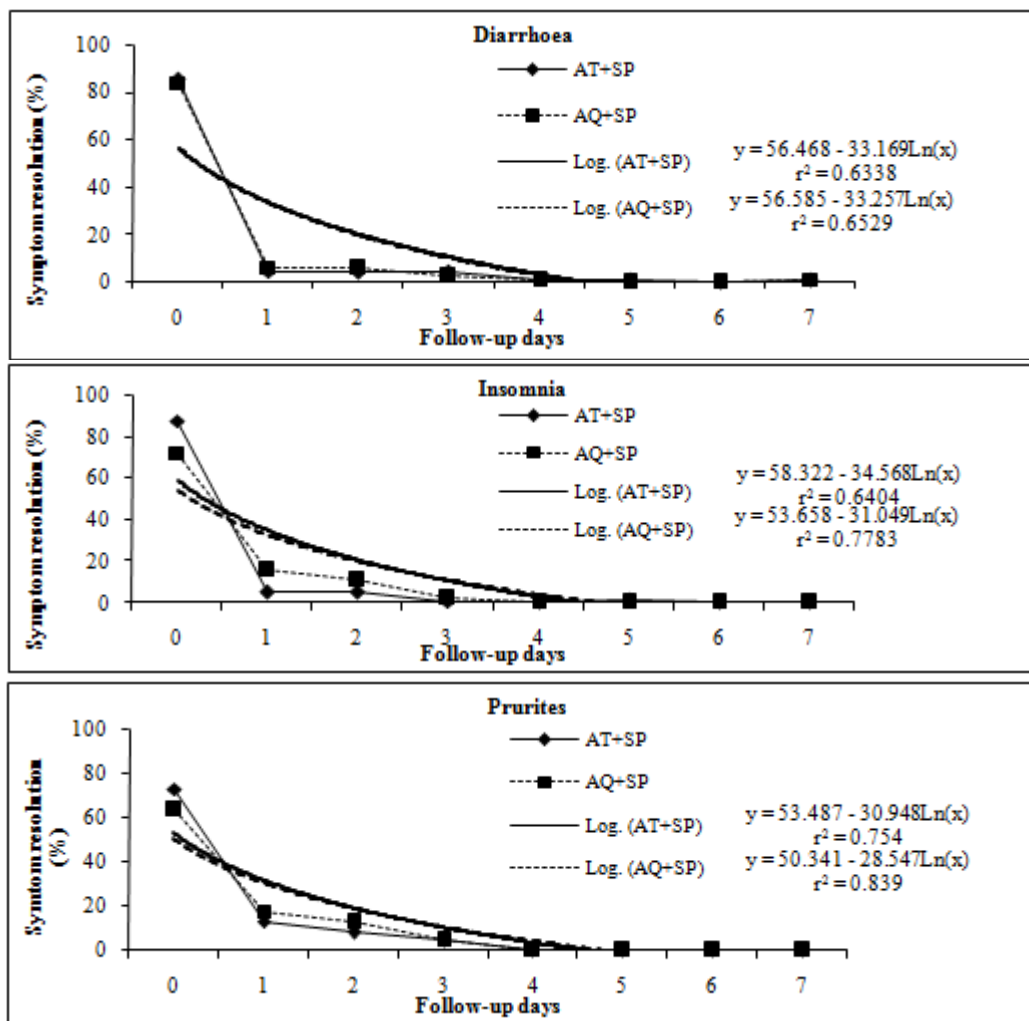 Diarrhoea
Symptom resolution (%)
100
80
60
40
20
0
AT+SP
AQ+SP
Log. (AT+SP)
Log. (AQ+SP)
y = 56.468 - 33.169Ln(x)
r² = 0.6338
y = 56.585 - 33.257Ln(x)
r² = 0.6529
0 1 2 3 4 5 6 7
Follow-up days
Insomnia
Symptom resolution (%)
100
80
60
40
20
0
AT+SP
AQ+SP
Log. (AT+SP)
Log. (AQ+SP)
y = 58.322 - 34.568Ln(x)
r² = 0.6404
y = 53.658 - 31.049Ln(x)
r² = 0.7783
0 1 2 3 4 5 6 7
Follow-up days
Prurites
Symtom resolution
(%)
100
80
60
40
20
0
AT+SP
AQ+SP
Log. (AT+SP)
Log. (AQ+SP)
y = 53.487 - 30.948Ln(x)
r² = 0.754
y = 50.341 - 28.547Ln(x)
r² = 0.839
0 1 2 3 4 5 6 7
Follow-up days